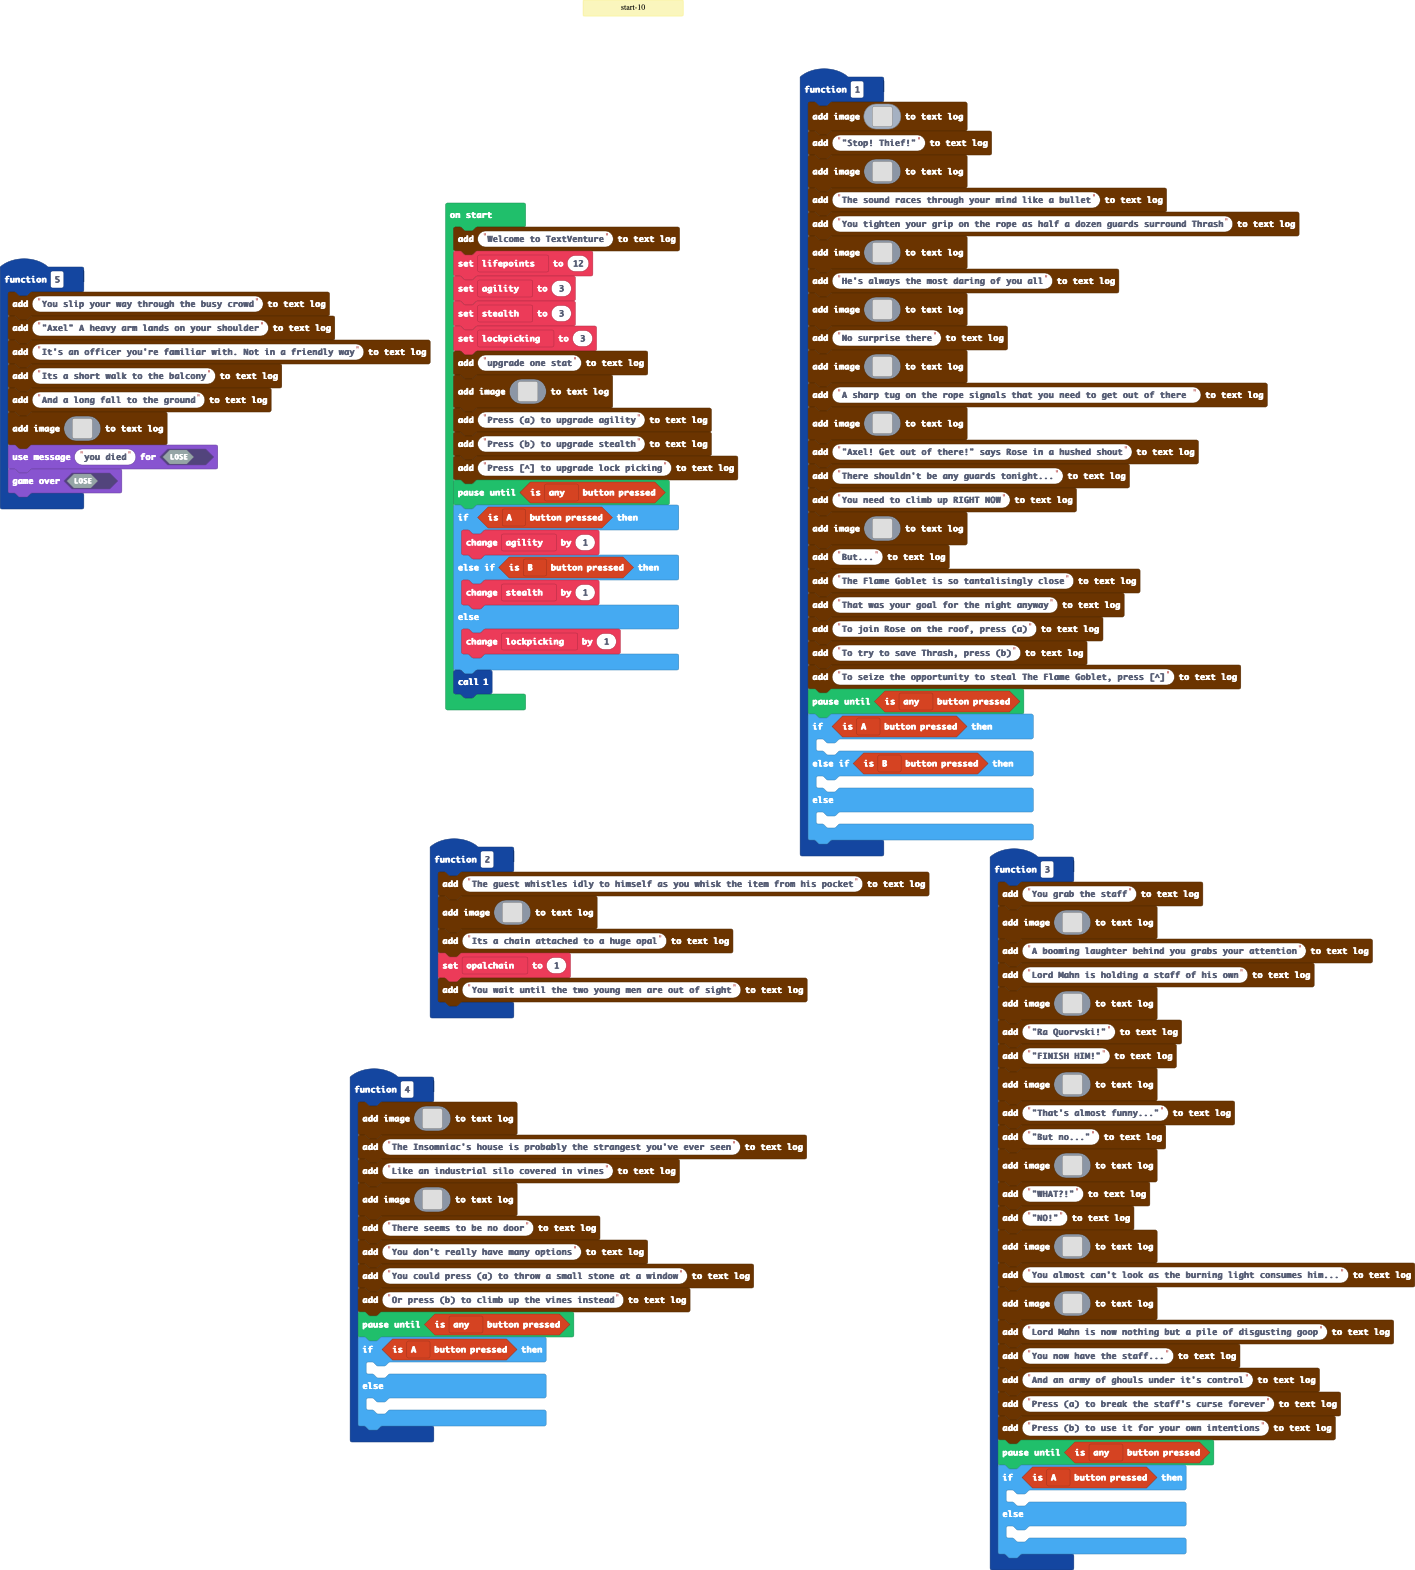 start-10
function 1
add image to text log
add "Stop! Thief!" to text log
add image to text log
add The sound races through your mind like a bullet to text log
add You tighten your grip on the rope as half a dozen guards surround Thrash to text log
add image to text log
add He's always the most daring of you all to text log
add image to text log
add No surprise there to text log
add image to text log
add A sharp tug on the rope signals that you need to get out of there to text log
add image to text log
add "Axel! Get out of there!" says Rose in a hushed shout to text log
add There shouldn't be any guards tonight... to text log
add You need to climb up RIGHT NOW to text log
add image to text log
add But... to text log
add The Flame Goblet is so tantalisingly close to text log
add That was your goal for the night anyway to text log
add To join Rose on the roof, press (a) to text log
add To try to save Thrash, press (b) to text log
add To seize the opportunity to steal The Flame Goblet, press [^] to text log
pause until is any button pressed
if is A button pressed then
else if is B button pressed then
else
on start
add Welcome to TextVenture to text log
set lifepoints to 12
set agility to 3
set stealth to 3
set lockpicking to 3
add upgrade one stat to text log
add image to text log
add Press (a) to upgrade agility to text log
add Press (b) to upgrade stealth to text log
add Press [^] to upgrade lock picking to text log
pause until is any button pressed
if is A button pressed then
change agility by 1
else if is B button pressed then
change stealth by 1
else
change lockpicking by 1
call 1
function 5
add You slip your way through the busy crowd to text log
add "Axel" A heavy arm lands on your shoulder to text log
add It's an officer you're familiar with. Not in a friendly way to text log
add Its a short walk to the balcony to text log
add And a long fall to the ground to text log
add image to text log
use message you died for LOSE
game over LOSE
function 2
add The guest whistles idly to himself as you whisk the item from his pocket to text log
add image to text log
add Its a chain attached to a huge opal to text log
set opalchain to 1
add You wait until the two young men are out of sight to text log
function 3
add You grab the staff to text log
add image to text log
add A booming laughter behind you grabs your attention to text log
add Lord Mahn is holding a staff of his own to text log
add image to text log
add "Ra Quorvski!" to text log
add "FINISH HIM!" to text log
add image to text log
add "That's almost funny..." to text log
add "But no..." to text log
add image to text log
add "WHAT?!" to text log
add "NO!" to text log
add image to text log
add You almost can't look as the burning light consumes him... to text log
add image to text log
add Lord Mahn is now nothing but a pile of disgusting goop to text log
add You now have the staff... to text log
add And an army of ghouls under it's control to text log
add Press (a) to break the staff's curse forever to text log
add Press (b) to use it for your own intentions to text log
pause until is any button pressed
if is A button pressed then
else
function 4
add image to text log
add The Insomniac's house is probably the strangest you've ever seen to text log
add Like an industrial silo covered in vines to text log
add image to text log
add There seems to be no door to text log
add You don't really have many options to text log
add You could press (a) to throw a small stone at a window to text log
add Or press (b) to climb up the vines instead to text log
pause until is any button pressed
if is A button pressed then
else